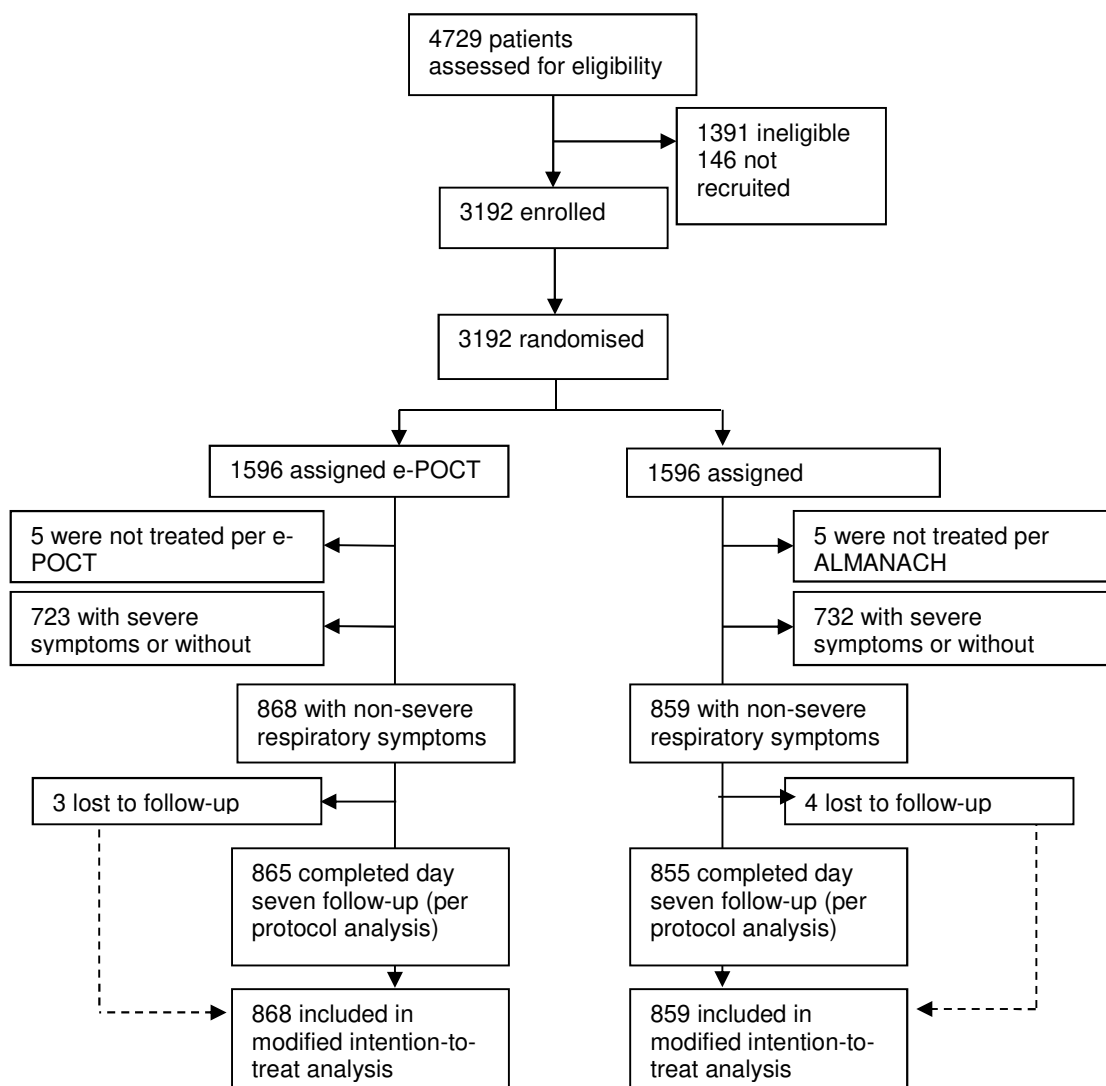 4729 patients
assessed for eligibility
1391 ineligible
146 not
recruited
3192 enrolled
3192 randomised
1596 assigned e-POCT
1596 assigned
5 were not treated per e-
POCT
5 were not treated per
ALMANACH
723 with severe
symptoms or without
732 with severe
symptoms or without
868 with non-severe
respiratory symptoms
859 with non-severe
respiratory symptoms
3 lost to follow-up
4 lost to follow-up
865 completed day
seven follow-up (per
protocol analysis)
855 completed day
seven follow-up (per
protocol analysis)
868 included in
modified intention-to-
treat analysis
859 included in
modified intention-to-
treat analysis